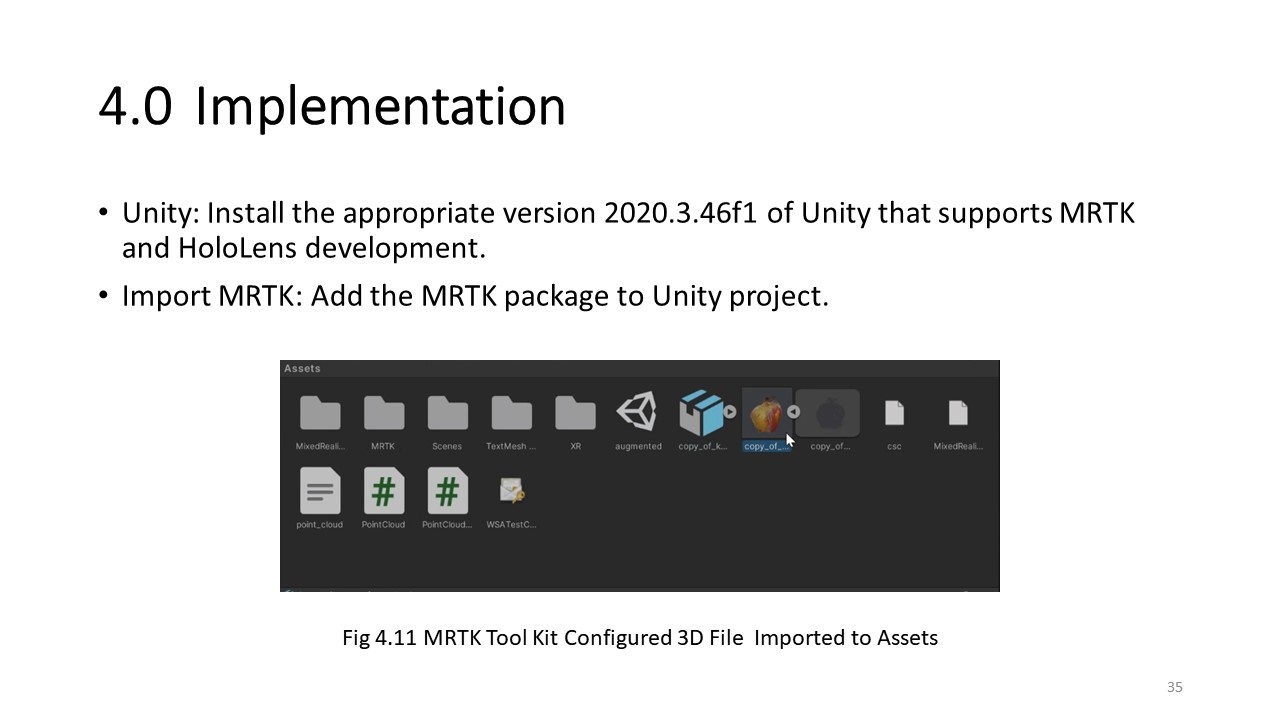 4.0 Implementation
• Unity: Install the appropriate version 2020.3.46f1 of Unity that supports MRTK
and HoloLens development.
• Import MRTK: Add the MRTK package to Unity project.
Assets
MixedReali... MRTK Scenes TextMesh ... XR augmented copy_of_k... copy_of_... copy_of... csc MixedReali...
point_cloud PointCloud PointCloud... WSATestC...
Fig 4.11 MRTK Tool Kit Configured 3D File Imported to Assets
35